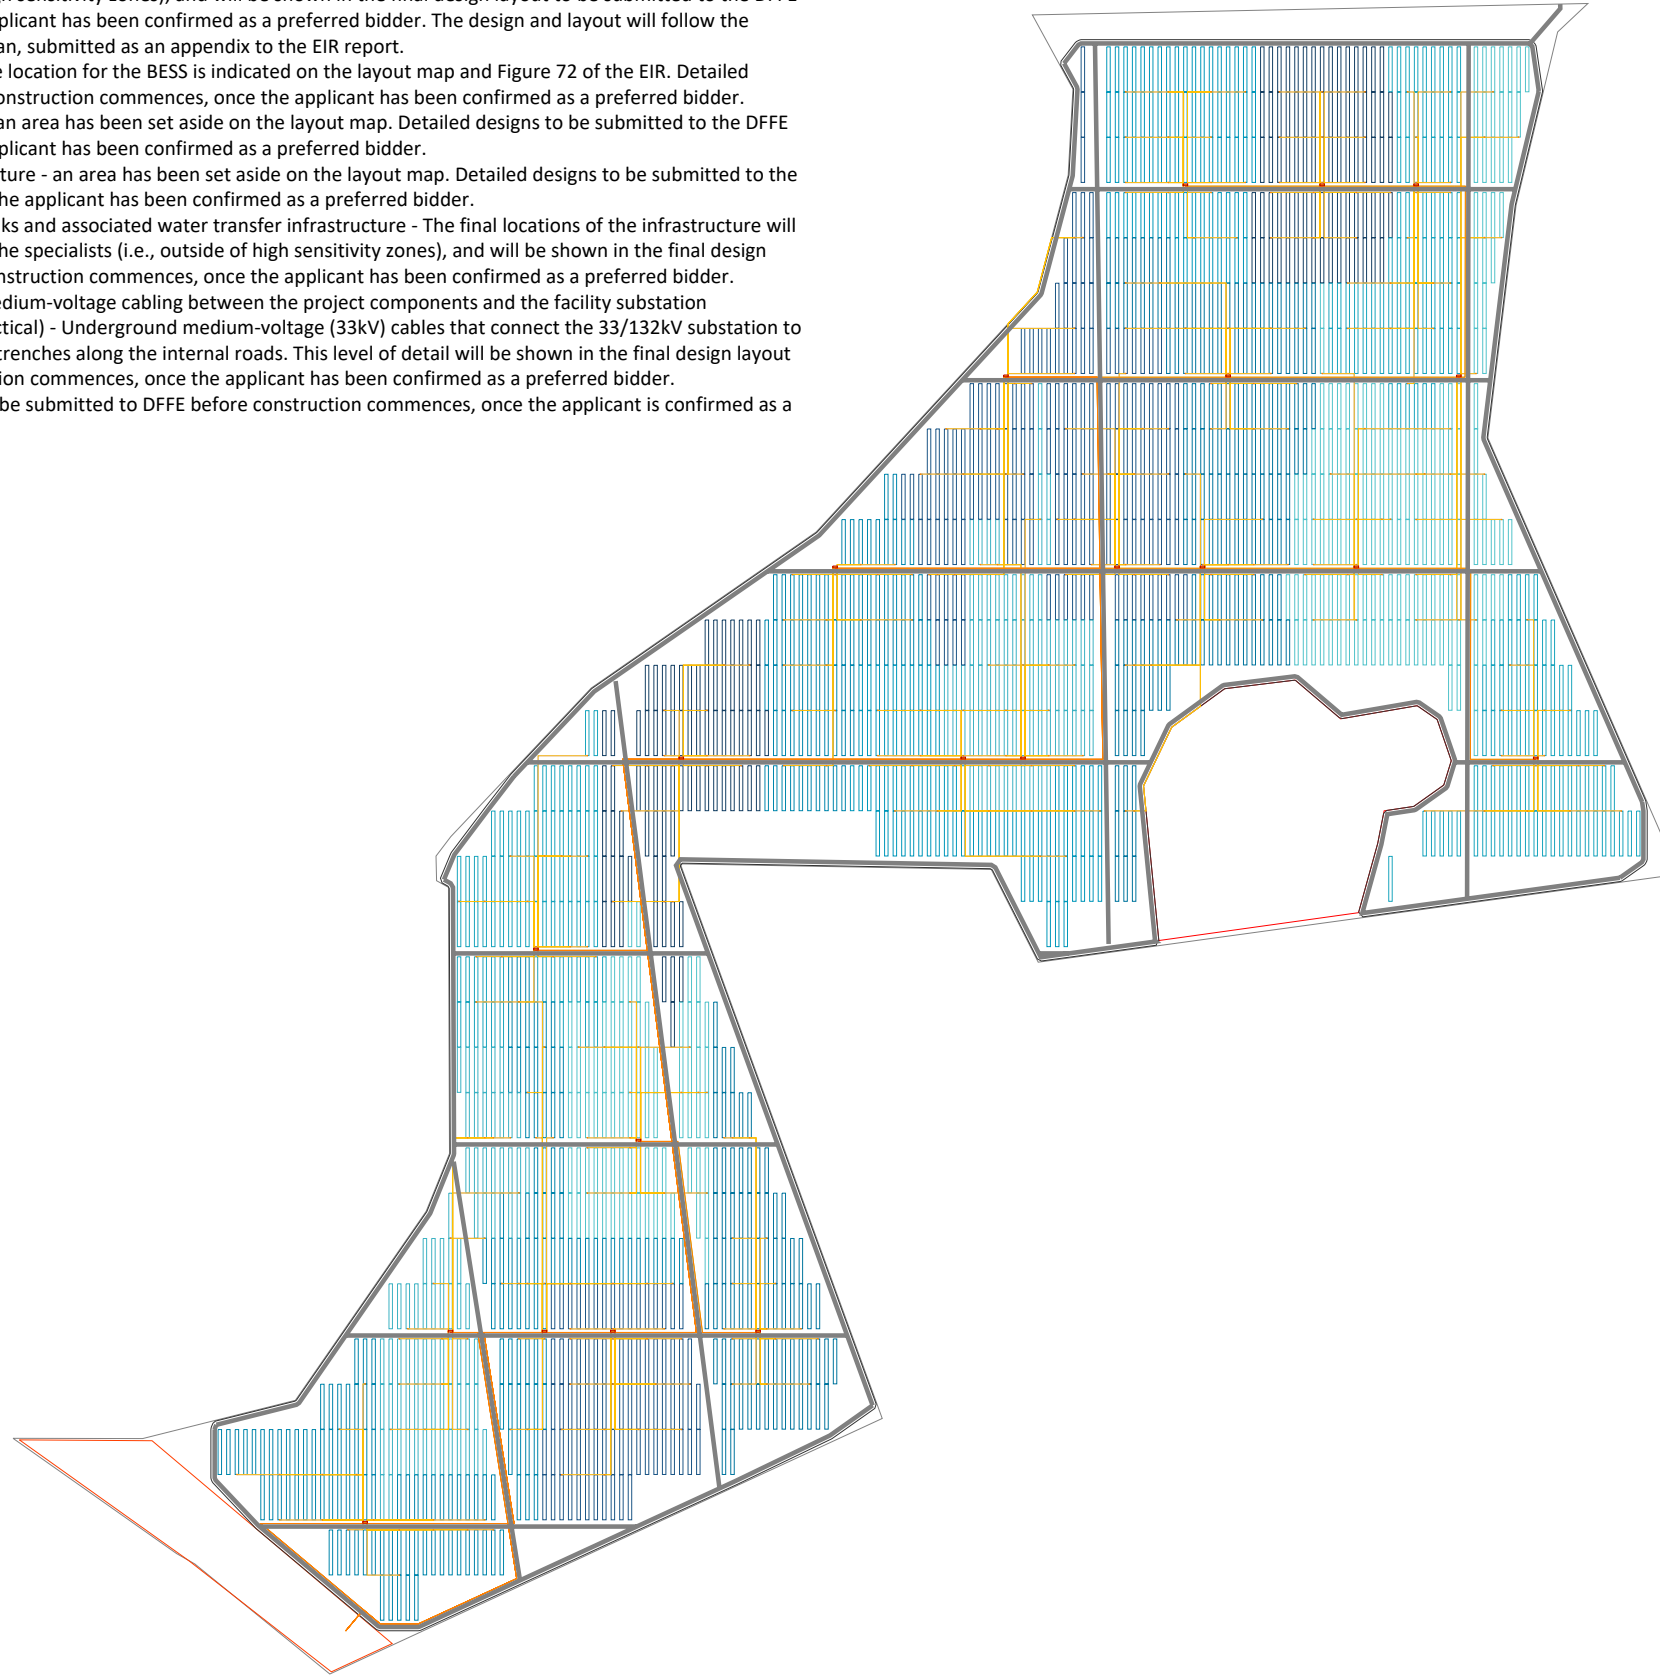 plicant has been confirmed as a preferred bidder. The design and layout will follow the
an, submitted as an appendix to the EIR report.
e location for the BESS is indicated on the layout map and Figure 72 of the EIR. Detailed
onstruction commences, once the applicant has been confirmed as a preferred bidder.
an area has been set aside on the layout map. Detailed designs to be submitted to the DFFE
plicant has been confirmed as a preferred bidder.
ture - an area has been set aside on the layout map. Detailed designs to be submitted to the
he applicant has been confirmed as a preferred bidder.
ks and associated water transfer infrastructure - The final locations of the infrastructure will
he specialists (i.e., outside of high sensitivity zones), and will be shown in the final design
nstruction commences, once the applicant has been confirmed as a preferred bidder.
edium-voltage cabling between the project components and the facility substation
ctical) - Underground medium-voltage (33kV) cables that connect the 33/132kV substation to
trenches along the internal roads. This level of detail will be shown in the final design layout
ion commences, once the applicant has been confirmed as a preferred bidder.
be submitted to DFFE before construction commences, once the applicant is confirmed as a